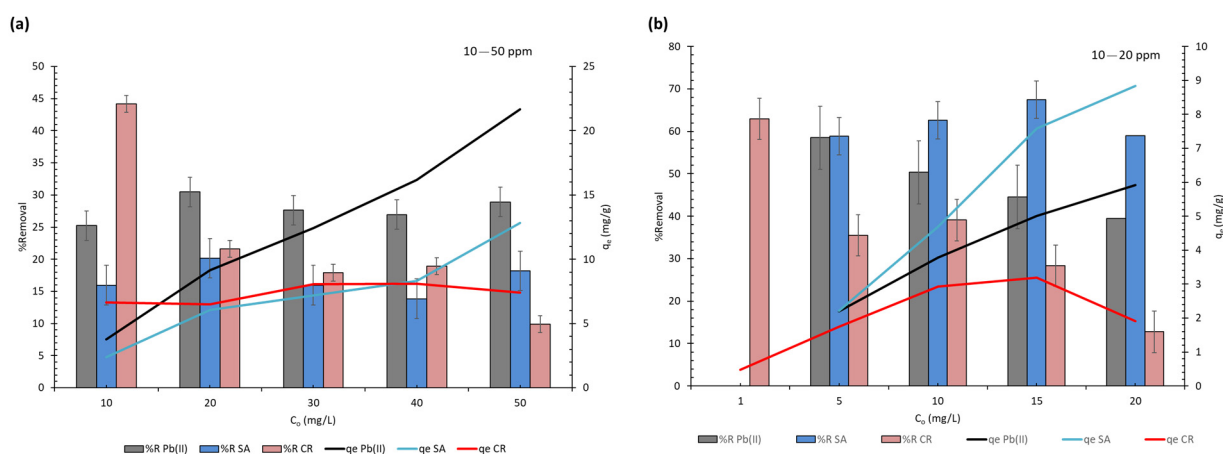 (a)
10—50 ppm
50
45
40
35
30
25
20
15
10
5
0
%Removal
25
20
15
10
5
0
qe (mg/g)
10 20 30 40 50
Co (mg/L)
%R Pb(II) %R SA %R CR qe Pb(II) qe SA qe CR
(b)
10—20 ppm
80
70
60
50
40
30
20
10
0
%Removal
10
9
8
7
6
5
4
3
2
1
0
qe (mg/g)
1 5 10 15 20
Co (mg/L)
%R Pb(II) %R SA %R CR qe Pb(II) qe SA qe CR